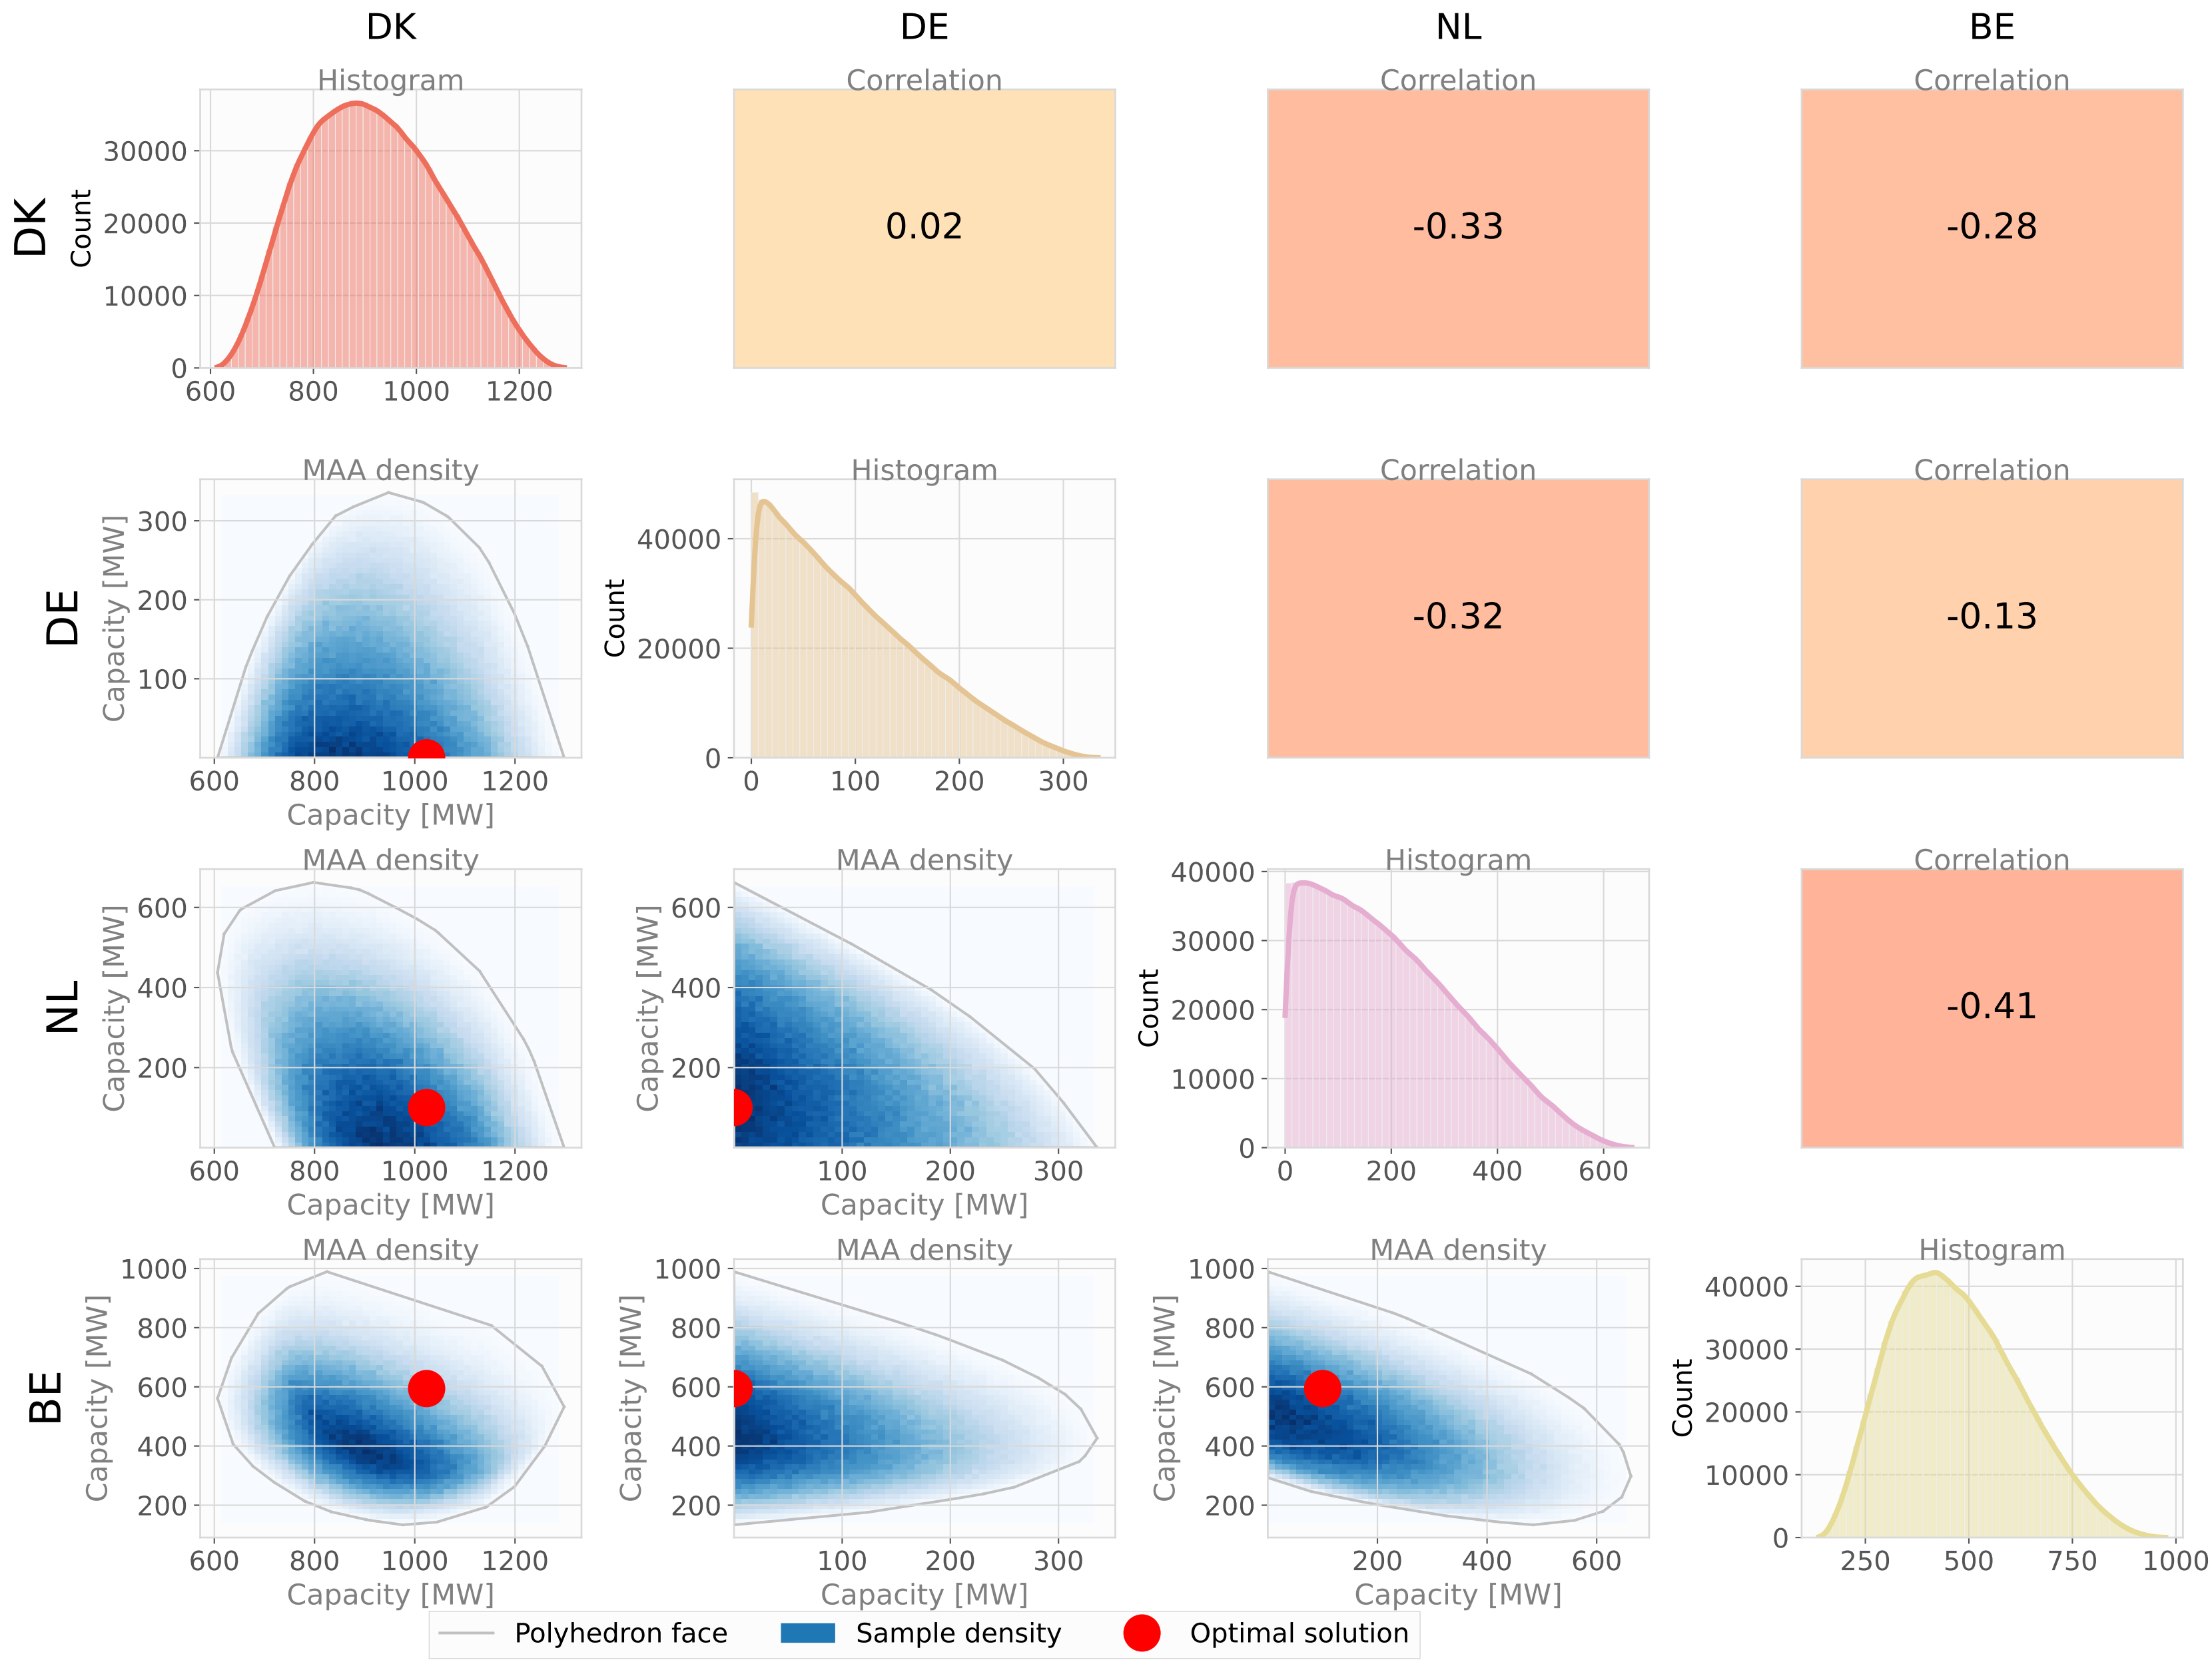 DK DE NL BE
Histogram Correlation Correlation Correlation
DK
Count
30000
20000
10000
0
600 800 1000 1200
0.02
-0.33
-0.28
MAA density Histogram Correlation Correlation
DE
Capacity [MW]
300
200
100
600 800 1000 1200
Capacity [MW]
Count
40000
20000
0
0 100 200 300
-0.32
-0.13
MAA density MAA density Histogram Correlation
NL
Capacity [MW]
600
400
200
600 800 1000 1200
Capacity [MW]
Capacity [MW]
600
400
200
100 200 300
Capacity [MW]
Count
40000
30000
20000
10000
0
0 200 400 600
-0.41
MAA density MAA density MAA density Histogram
BE
Capacity [MW]
1000
800
600
400
200
600 800 1000 1200
Capacity [MW]
Capacity [MW]
1000
800
600
400
200
100 200 300
Capacity [MW]
Capacity [MW]
1000
800
600
400
200
200 400 600
Capacity [MW]
Count
40000
30000
20000
10000
0
250 500 750 1000
Polyhedron face Sample density Optimal solution